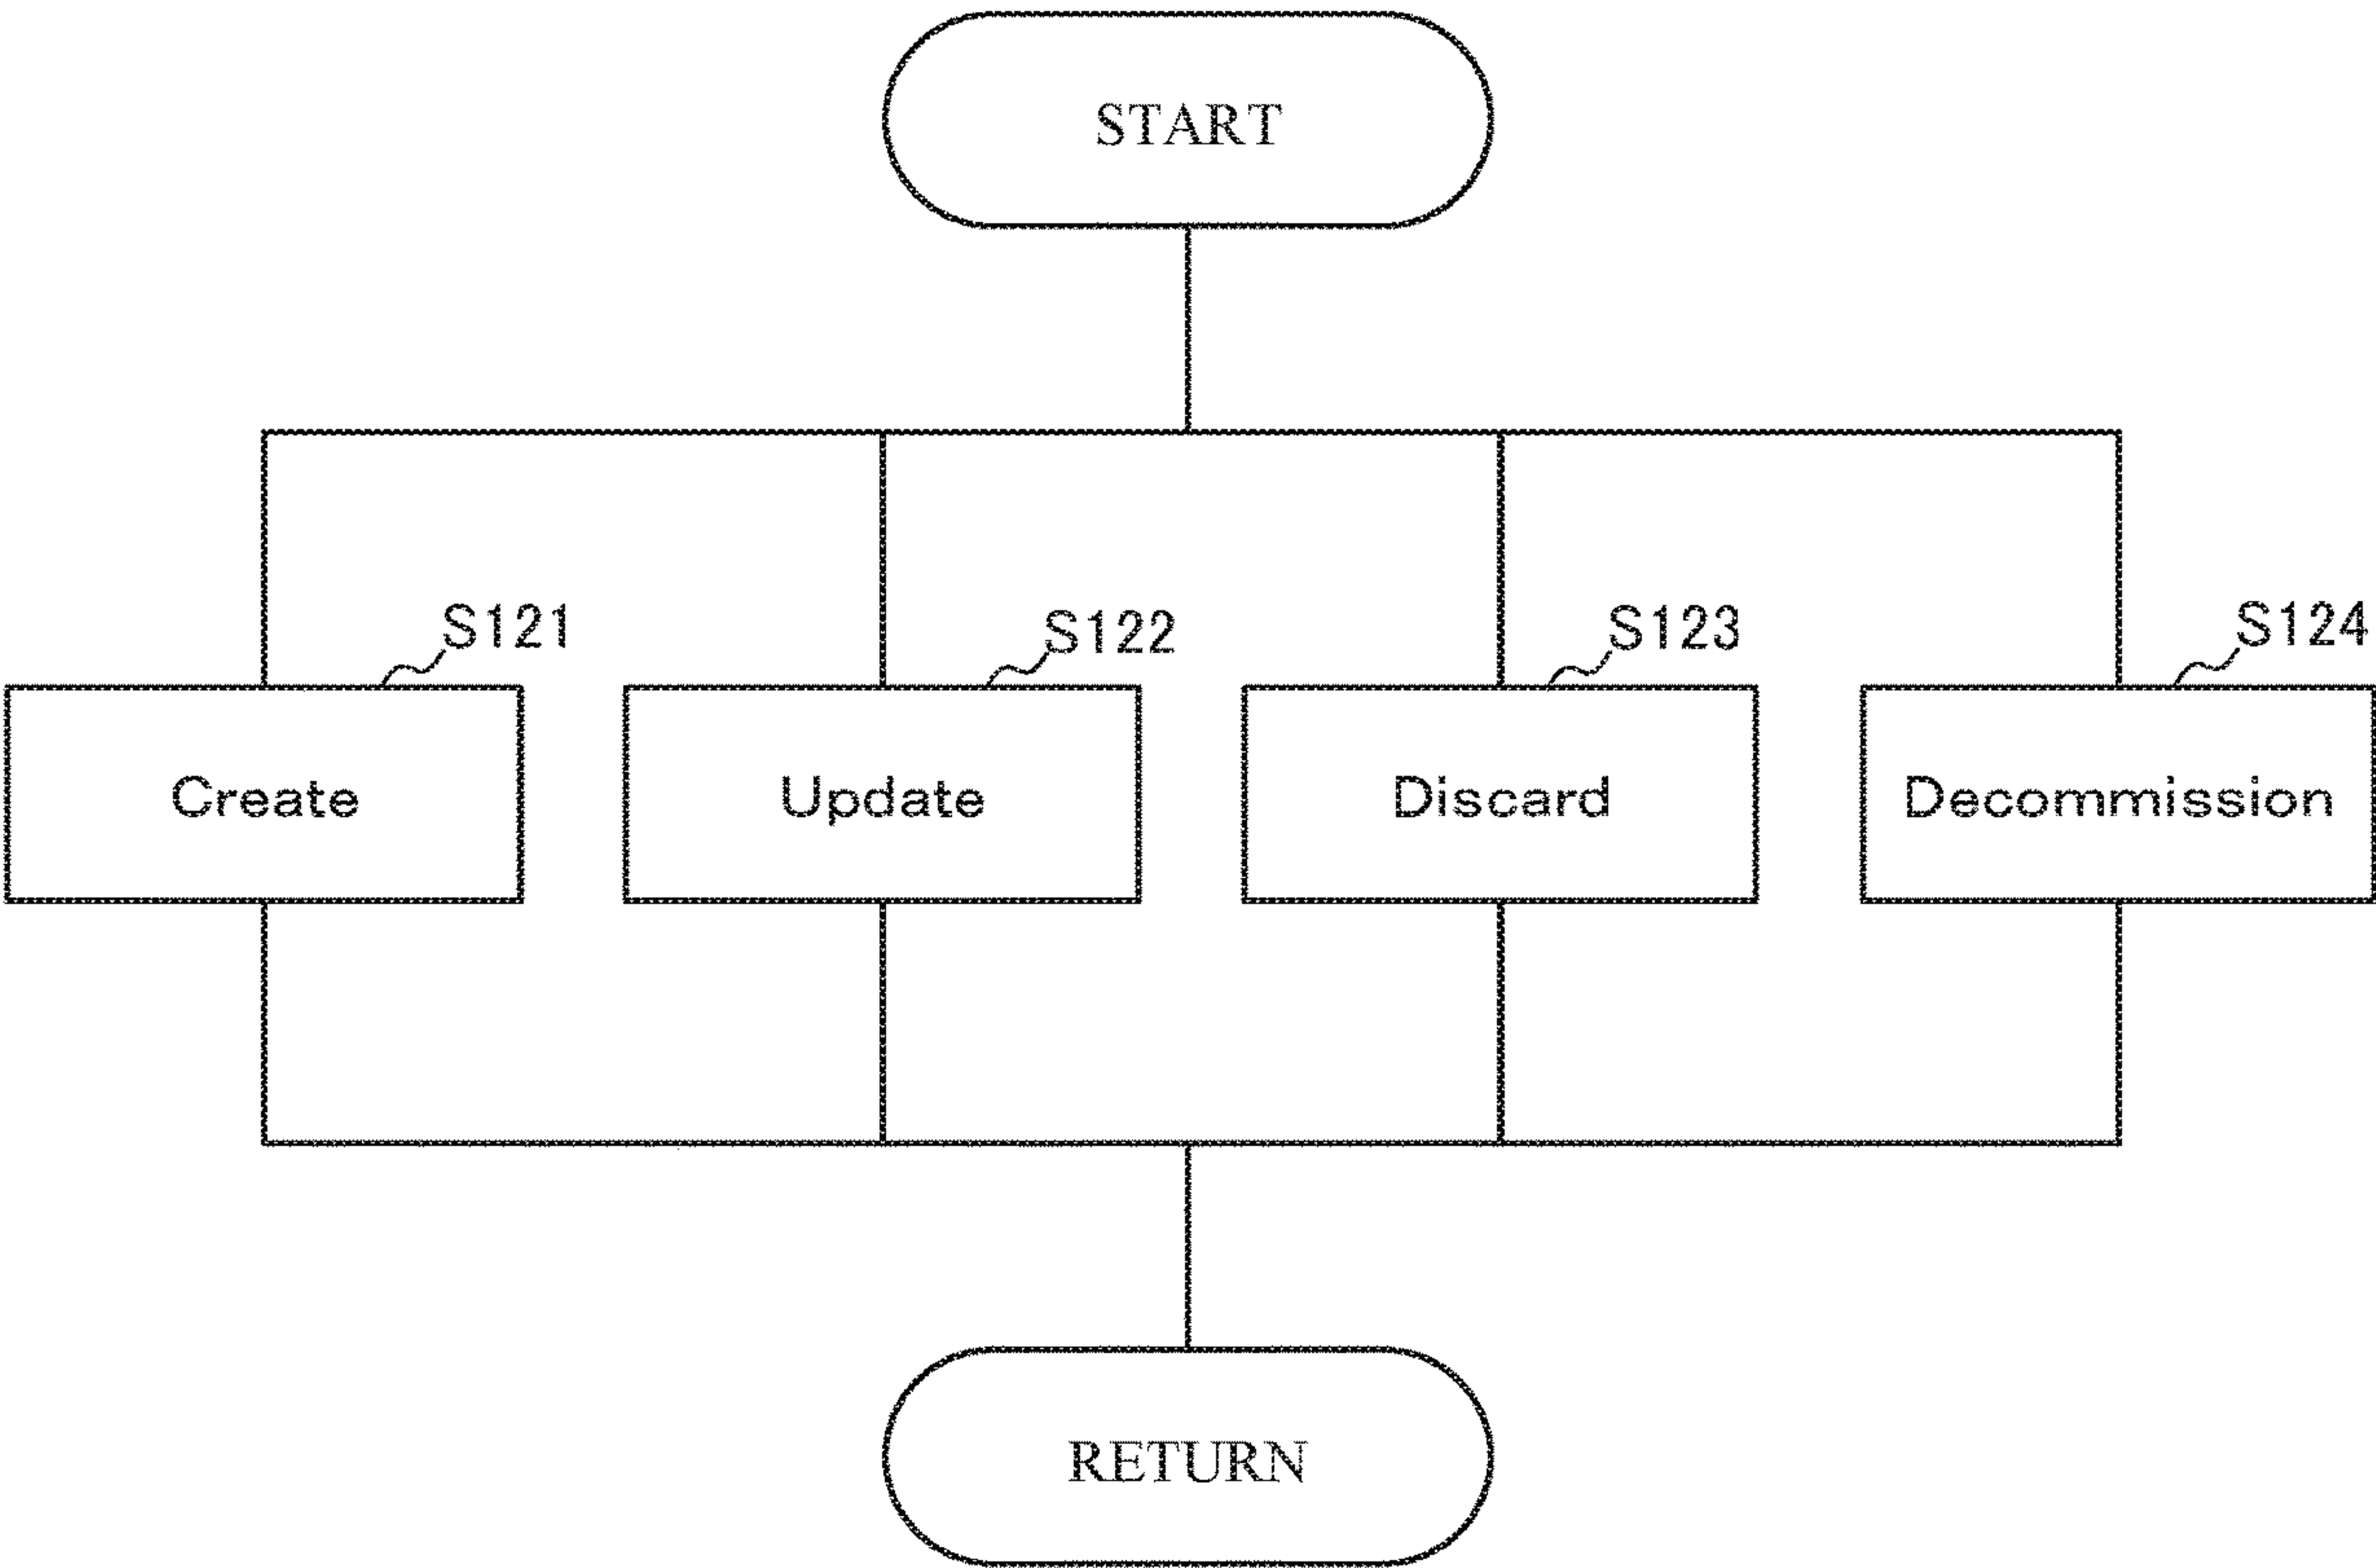 START
S121
S122
S123
S124
Create
Update
Discard
Decommission
RETURN